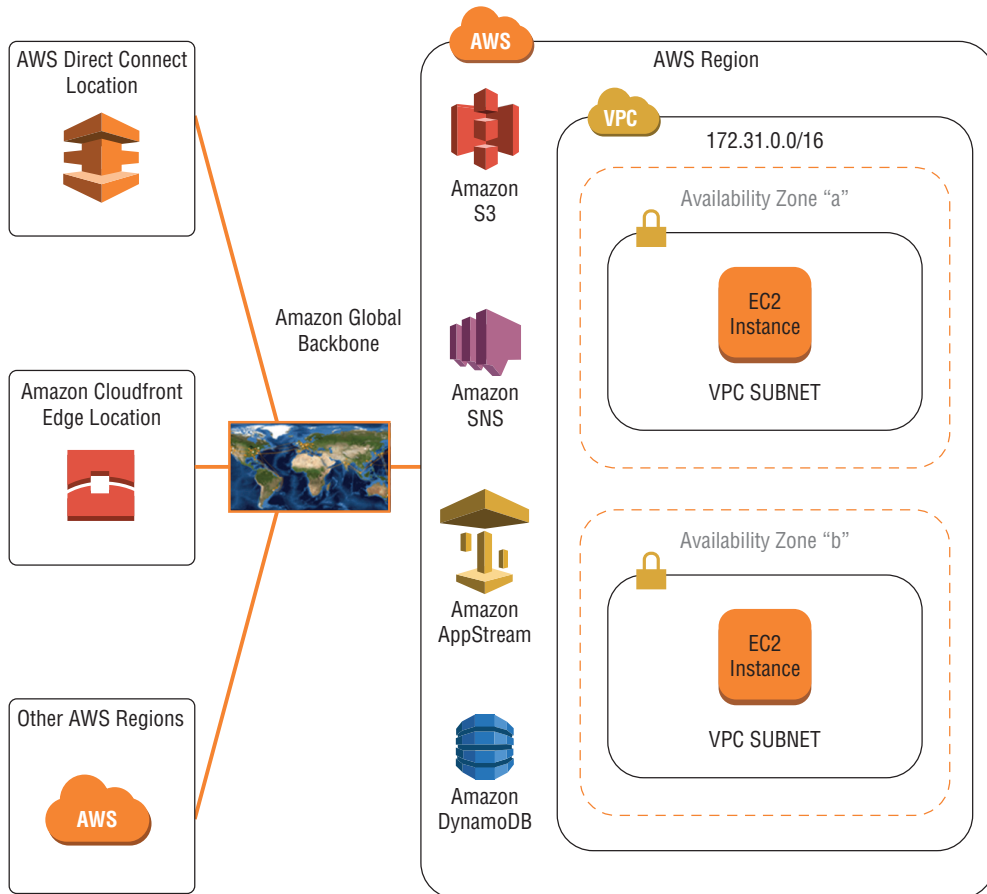 AWS Direct Connect
Location
Amazon Cloudfront
Edge Location
Other AWS Regions
AWS
Amazon Global
Backbone
AWS
AWS Region
Amazon
S3
Amazon
SNS
Amazon
AppStream
Amazon
DynamoDB
VPC
172.31.0.0/16
Availability Zone “a”
EC2
Instance
VPC SUBNET
Availability Zone “b”
EC2
Instance
VPC SUBNET